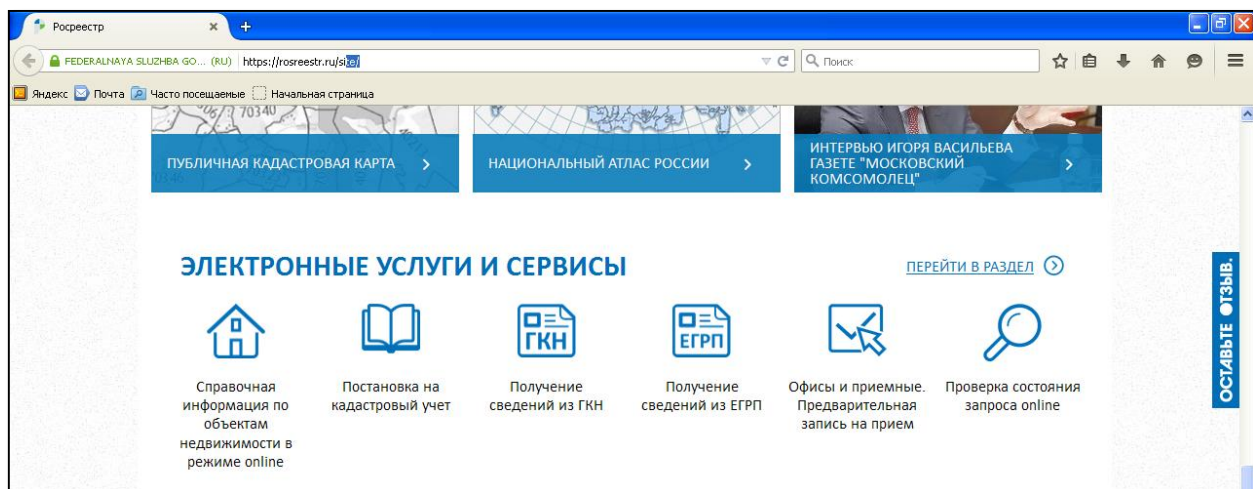 Росреестр
FEDERALNAYA SLUZHBA GO... (RU) https://rosreestr.ru/site/ Поиск
Яндекс Почта Часто посещаемые Начальная страница
70340
ПУБЛИЧНАЯ КАДАСТРОВАЯ КАРТА
НАЦИОНАЛЬНЫЙ АТЛАС РОССИИ
ИНТЕРВЬЮ ИГОРЯ ВАСИЛЬЕВА
ГАЗЕТЕ "МОСКОВСКИЙ
КОМСОМОЛЕЦ"
ЭЛЕКТРОННЫЕ УСЛУГИ И СЕРВИСЫ
ПЕРЕЙТИ В РАЗДЕЛ
ГКН
ЕГРП
Справочная
информация по
объектам
недвижимости в
режиме online
Постановка на
кадастровый учет
Получение
сведений из ГКН
Получение
сведений из ЕГРП
Офисы и приемные.
Предварительная
запись на прием
Проверка состояния
запроса online
ОСТАВЬТЕ ОТЗЫВ.